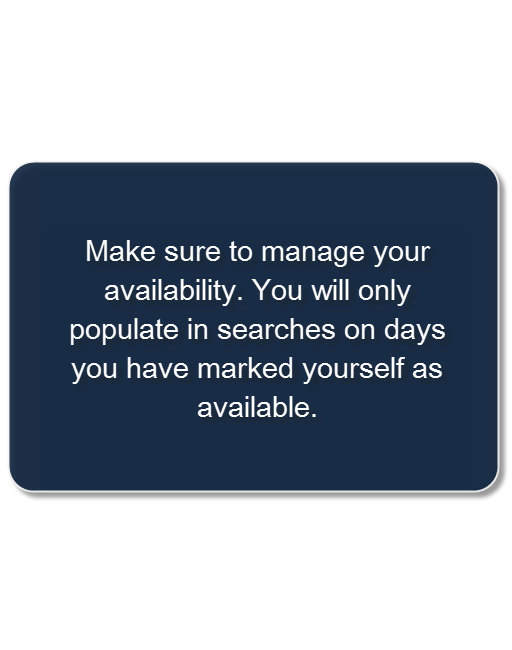 Make sure to manage your
availability. You will only
populate in searches on days
you have marked yourself as
available.